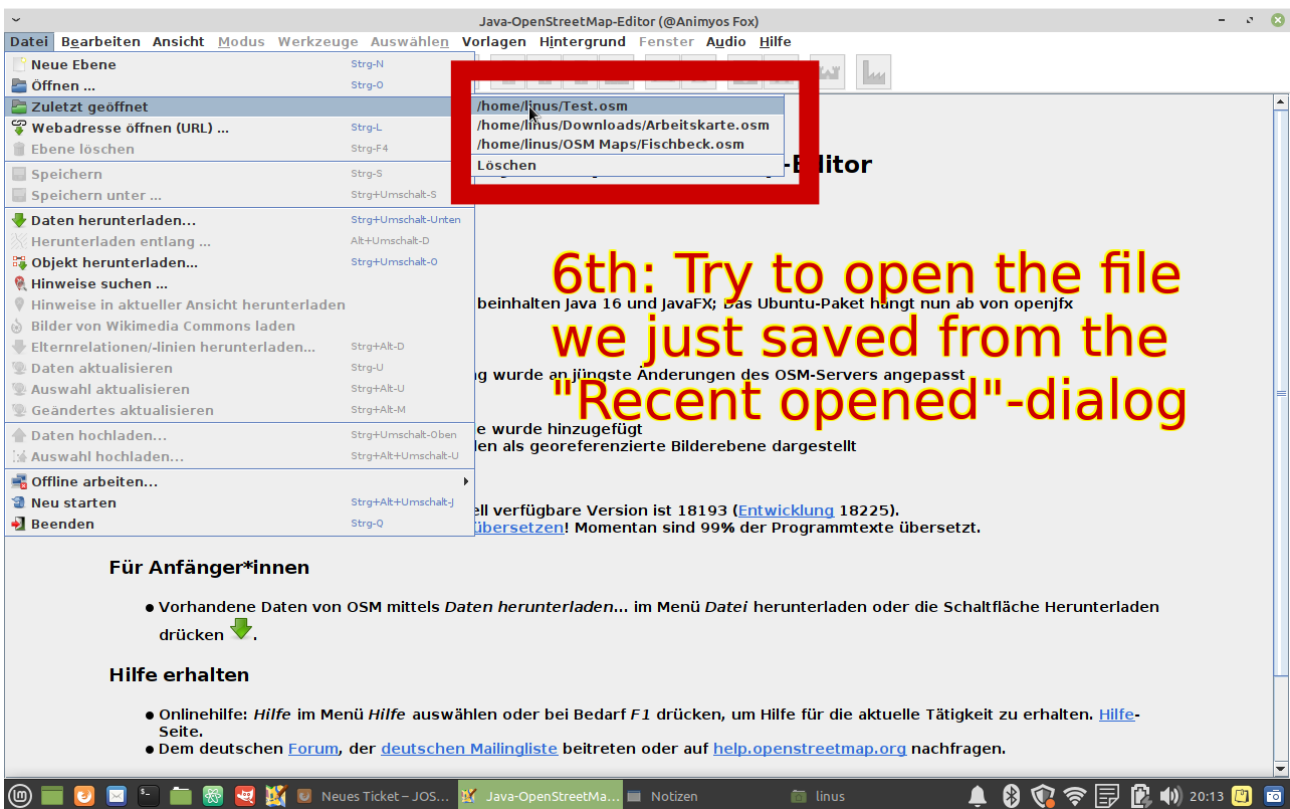 Java-OpenStreetMap-Editor (@Animyos Fox)
Datei Bearbeiten Ansicht Modus Werkzeuge Auswählen Vorlagen Hintergrund Fenster Audio Hilfe
Neue Ebene Strg-N
Öffnen ... Strg-O
Zuletzt geöffnet
/home/linus/Test.osm
/home/linus/Downloads/Arbeitskarte.osm
/home/linus/OSM Maps/Fischbeck.osm
Löschen
Webadresse öffnen (URL) ... Strg-L
Ebene löschen Strg-F4
Speichern Strg-S
Speichern unter ... Strg+Umschalt-S
Daten herunterladen... Strg+Umschalt-Unten
Herunterladen entlang ... Alt+Umschalt-D
Objekt herunterladen... Strg+Umschalt-O
Hinweise suchen ...
Hinweise in aktueller Ansicht herunterladen
Bilder von Wikimedia Commons laden
Elternrelationen/-linien herunterladen... Strg+Alt-D
Daten aktualisieren Strg-U
Auswahl aktualisieren Strg+Alt-U
Geändertes aktualisieren Strg+Alt-M
Daten hochladen... Strg+Umschalt-Oben
Auswahl hochladen... Strg+Alt+Umschalt-U
Offline arbeiten...
Neu starten Strg+Alt+Umschalt-J
Beenden Strg-Q
-Editor
6th: Try to open the file
we just saved from the
"Recent opened"-dialog
beinhalten Java 16 und JavaFX; Das Ubuntu-Paket hängt nun ab von openjfx
g wurde an jüngste Änderungen des OSM-Servers angepasst
e wurde hinzugefügt
en als georeferenzierte Bilderebene dargestellt
ell verfügbare Version ist 18193 (Entwicklung 18225).
übersetzen! Momentan sind 99% der Programmtexte übersetzt.
Für Anfänger*innen
● Vorhandene Daten von OSM mittels Daten herunterladen... im Menü Datei herunterladen oder die Schaltfläche Herunterladen
drücken .
Hilfe erhalten
● Onlinehilfe: Hilfe im Menü Hilfe auswählen oder bei Bedarf F1 drücken, um Hilfe für die aktuelle Tätigkeit zu erhalten. Hilfe-
Seite.
● Dem deutschen Forum, der deutschen Mailingliste beitreten oder auf help.openstreetmap.org nachfragen.
Neues Ticket – JOS... Java-OpenStreetMa... Notizen linus 20:13